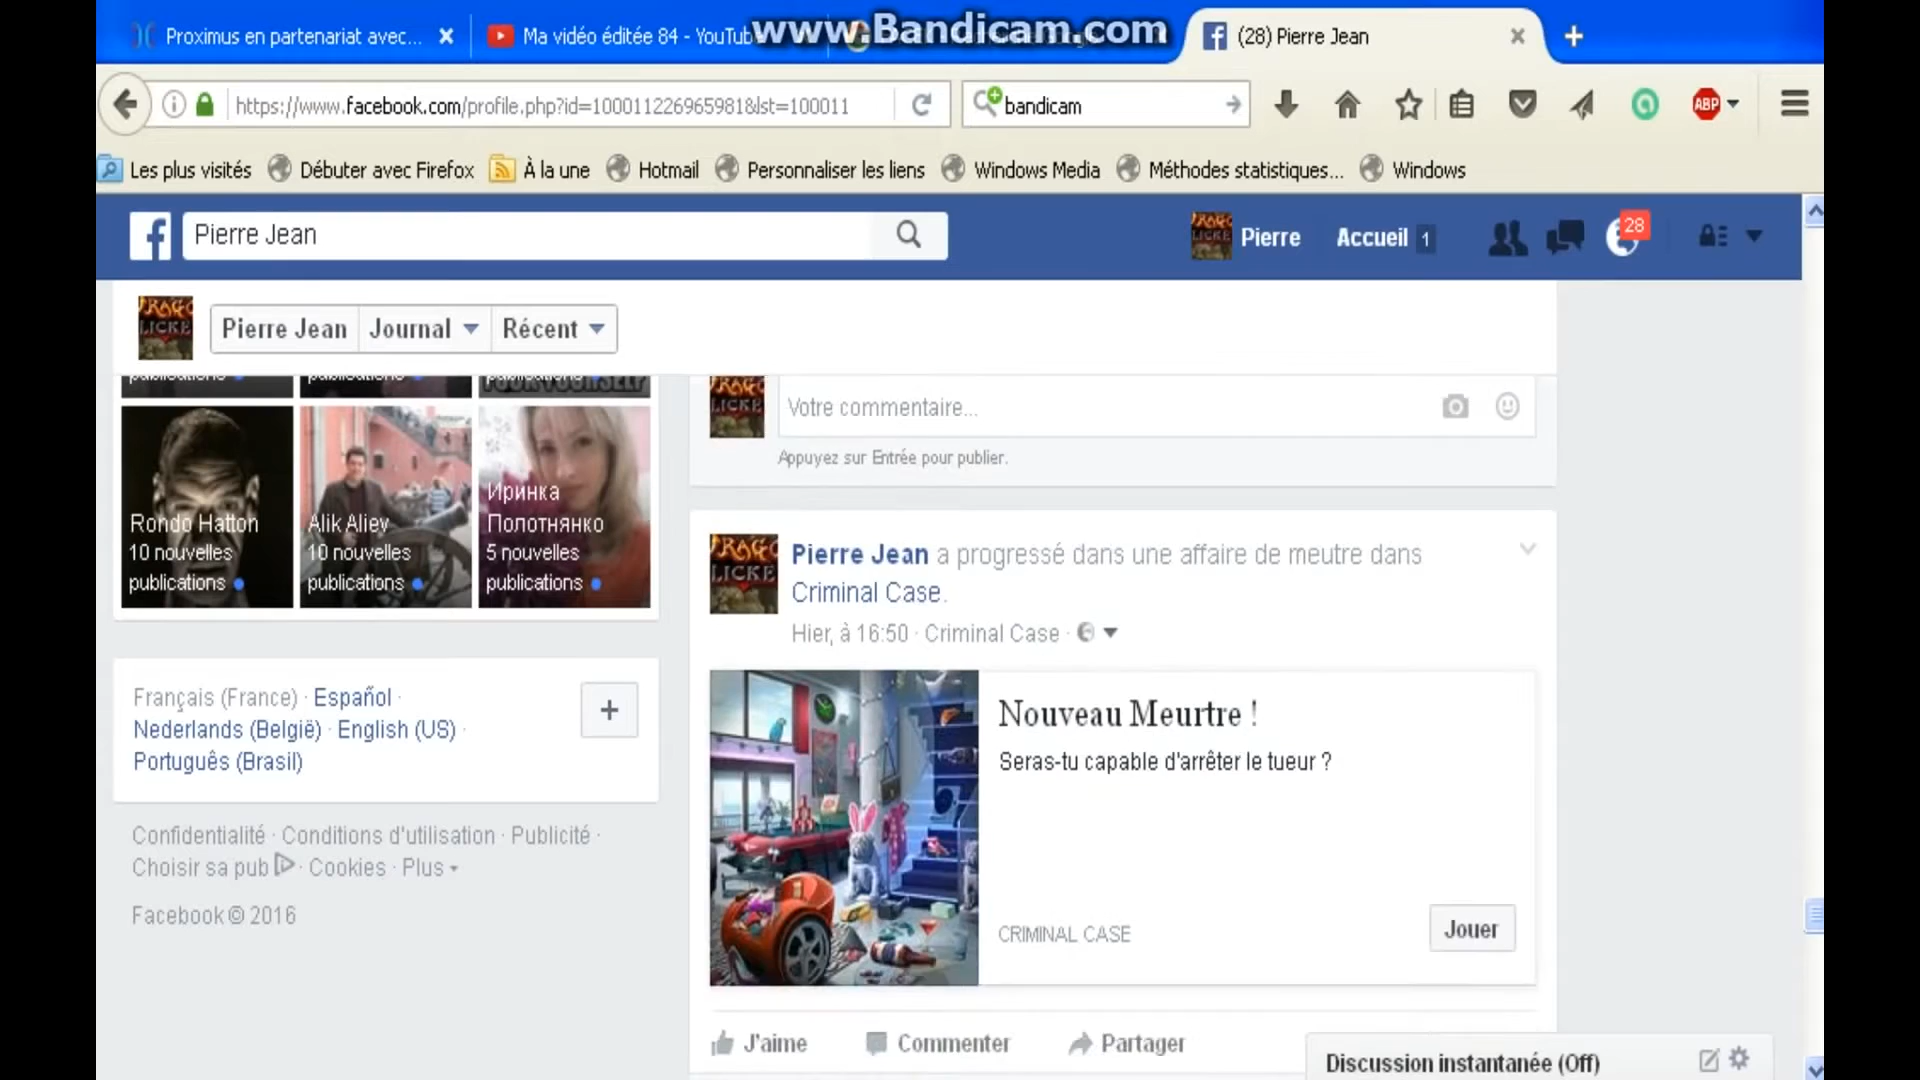 Proximus en partenariat avec...
Ma vidéo éditée 84 - YouTub
www.Bandicam.com
(28) Pierre Jean
https://www.facebook.com/profile.php?id=100011226965981&lst=100011
bandicam
ABP
Les plus visités
Débuter avec Firefox
À la une
Hotmail
Personnaliser les liens
Windows Media
Méthodes statistiques...
Windows
Pierre Jean
Pierre
Accueil 1
28
Pierre Jean
Journal
Récent
Votre commentaire...
Appuyez sur Entrée pour publier.
Rondo Hatton
10 nouvelles
publications
Alik Aliev
10 nouvelles
publications
Иринка
Полотнянко
5 nouvelles
publications
Pierre Jean a progressé dans une affaire de meutre dans
Criminal Case.
Hier, à 16:50 · Criminal Case ·
Nouveau Meurtre !
Seras-tu capable d'arrêter le tueur ?
CRIMINAL CASE
Jouer
Français (France) · Español ·
Nederlands (België) · English (US) ·
Português (Brasil)
Confidentialité · Conditions d'utilisation · Publicité ·
Choisir sa pub · Cookies · Plus
Facebook © 2016
J'aime
Commenter
Partager
Discussion instantanée (Off)